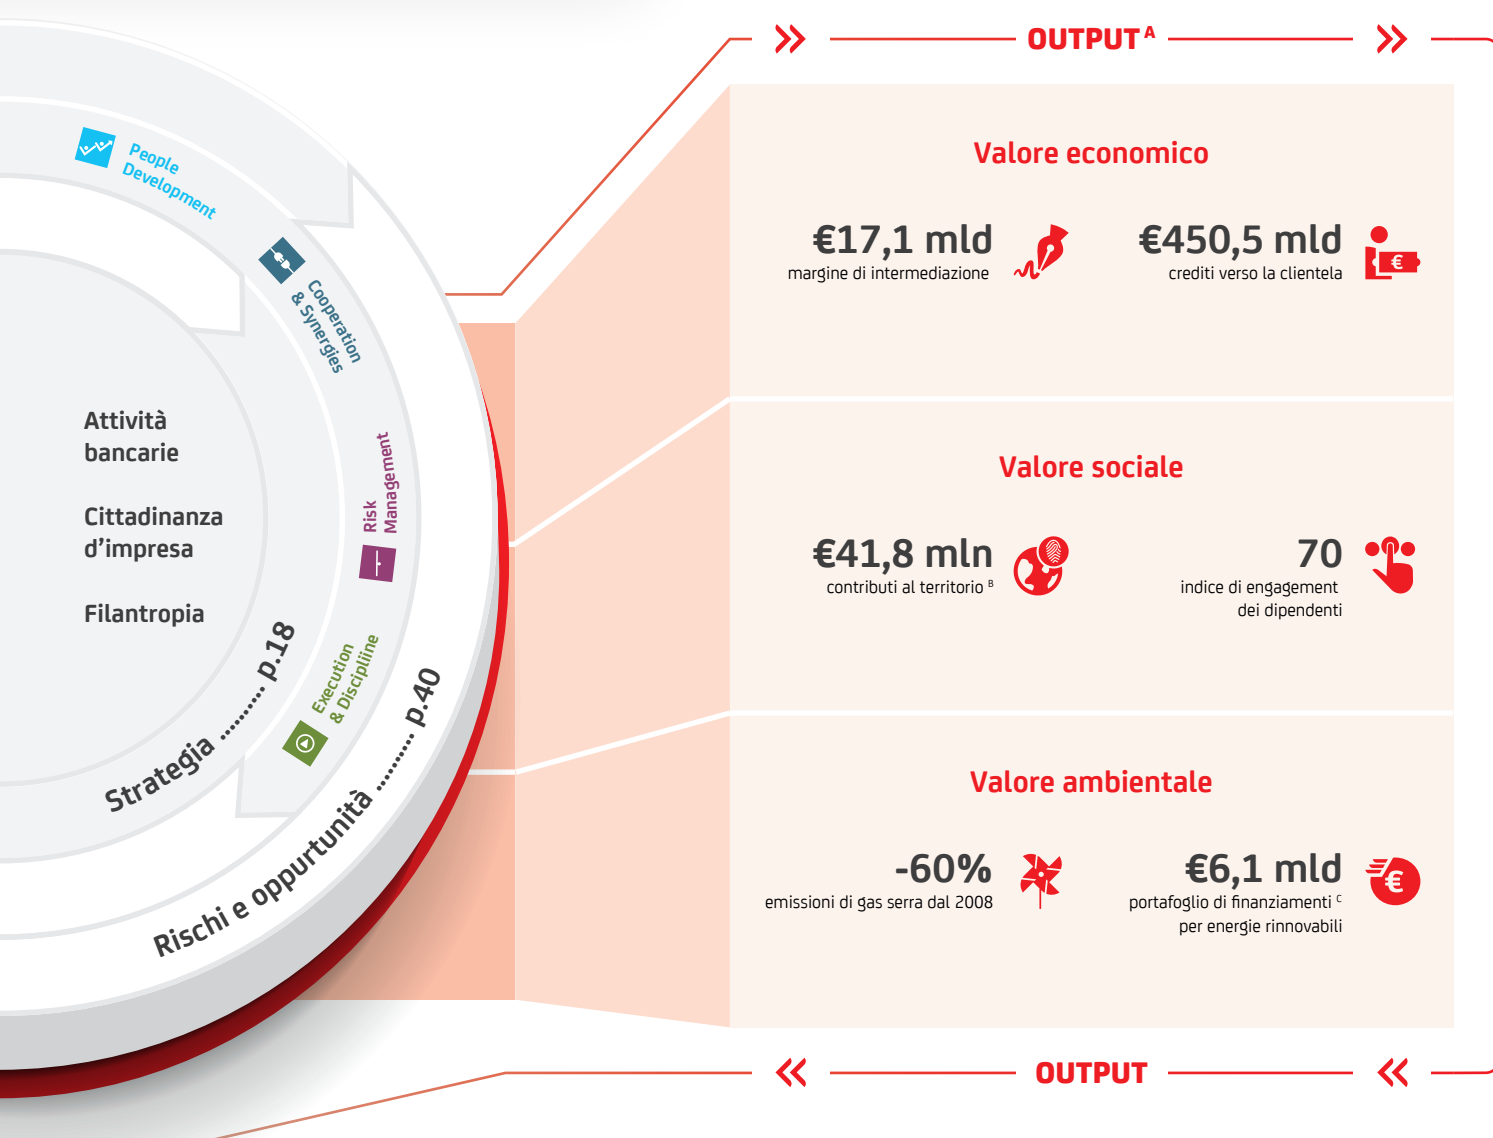 People
Development
Cooperation
& Synergies
Risk
Management
Execution
& Discipliine
Attività
bancarie
Cittadinanza
d’impresa
Filantropia
Strategia .......... p.18
Rischi e oppurtunità .......... p.40
OUTPUT A
Valore economico
€17,1 mld
margine di intermediazione
€450,5 mld
crediti verso la clientela
€
Valore sociale
€41,8 mln
contributi al territorio B
70
indice di engagement
dei dipendenti
Valore ambientale
-60%
emissioni di gas serra dal 2008
€6,1 mld
portafoglio di finanziamenti C
per energie rinnovabili
€
OUTPUT